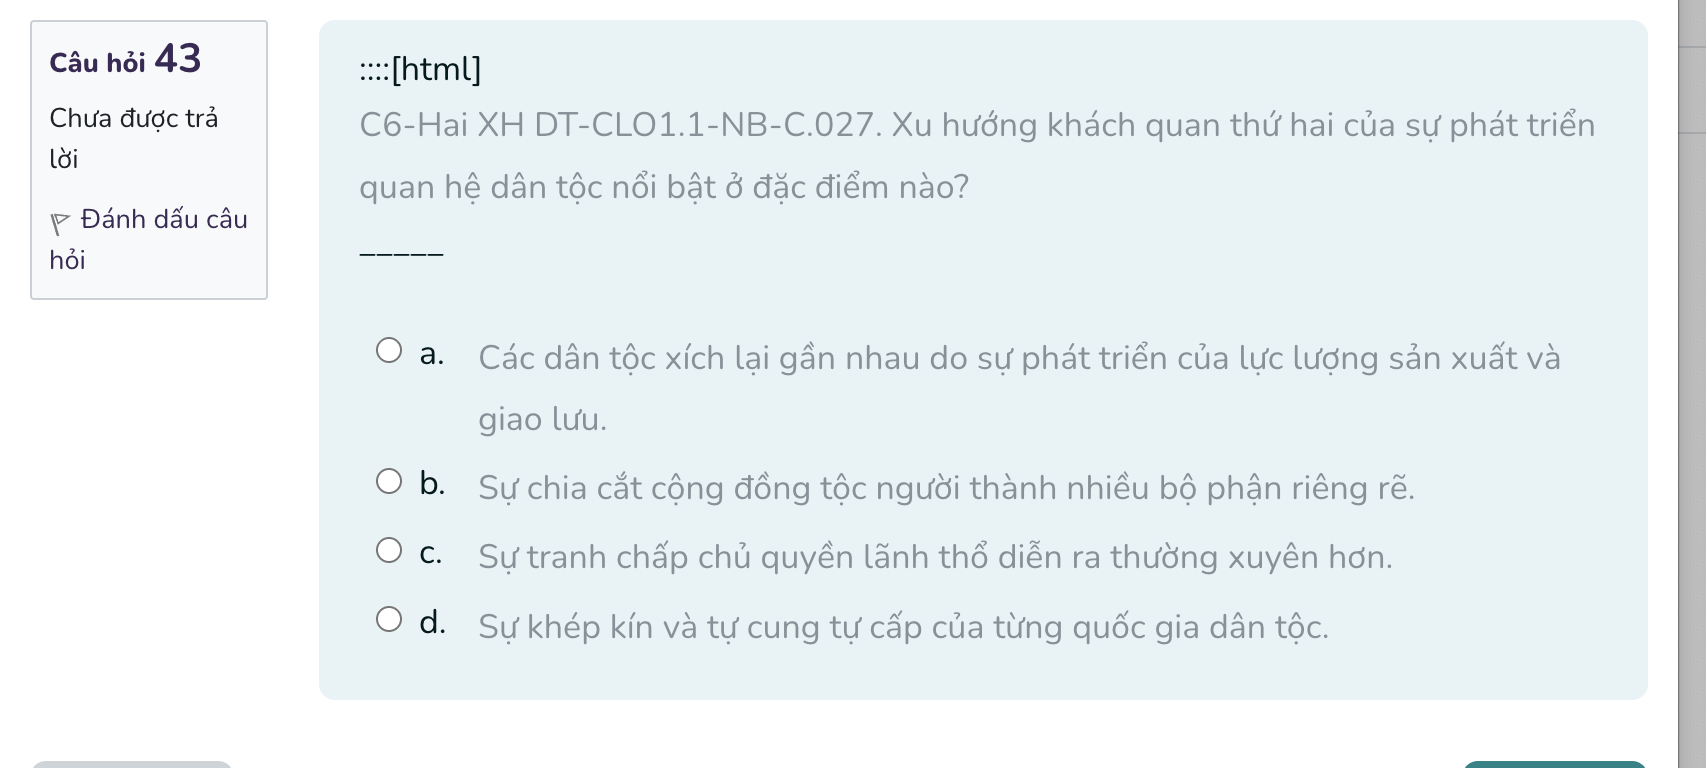 Câu hỏi 43
Chưa được trả
lời
Đánh dấu câu
hỏi
::::[html]
C6-Hai XH DT-CLO1.1-NB-C.027. Xu hướng khách quan thứ hai của sự phát triển
quan hệ dân tộc nổi bật ở đặc điểm nào?
_____
a. Các dân tộc xích lại gần nhau do sự phát triển của lực lượng sản xuất và
giao lưu.
b. Sự chia cắt cộng đồng tộc người thành nhiều bộ phận riêng rẽ.
c. Sự tranh chấp chủ quyền lãnh thổ diễn ra thường xuyên hơn.
d. Sự khép kín và tự cung tự cấp của từng quốc gia dân tộc.